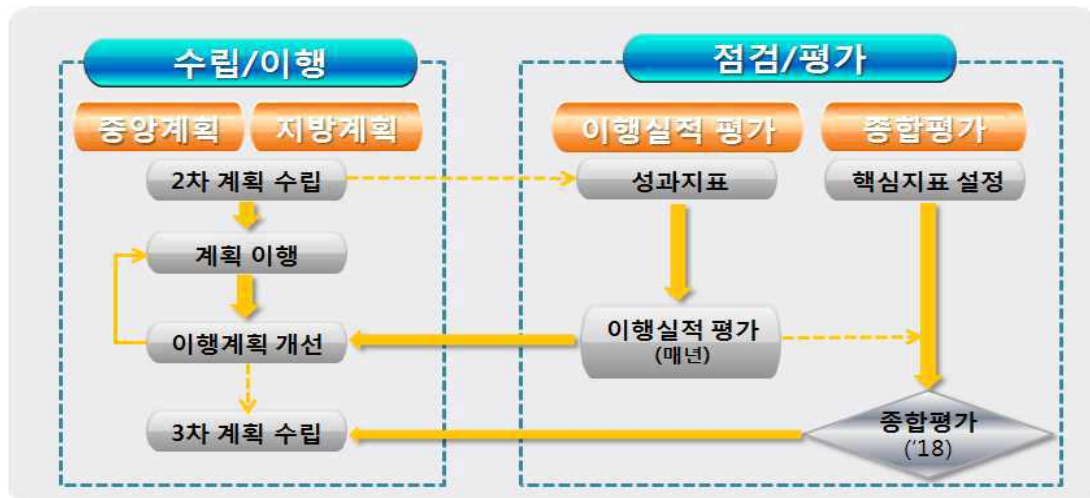 수립/이행
중앙계획
지방계획
2차 계획 수립
계획 이행
이행계획 개선
3차 계획 수립
점검/평가
이행실적 평가
종합평가
성과지표
핵심지표 설정
이행실적 평가
(매년)
종합평가
('18)